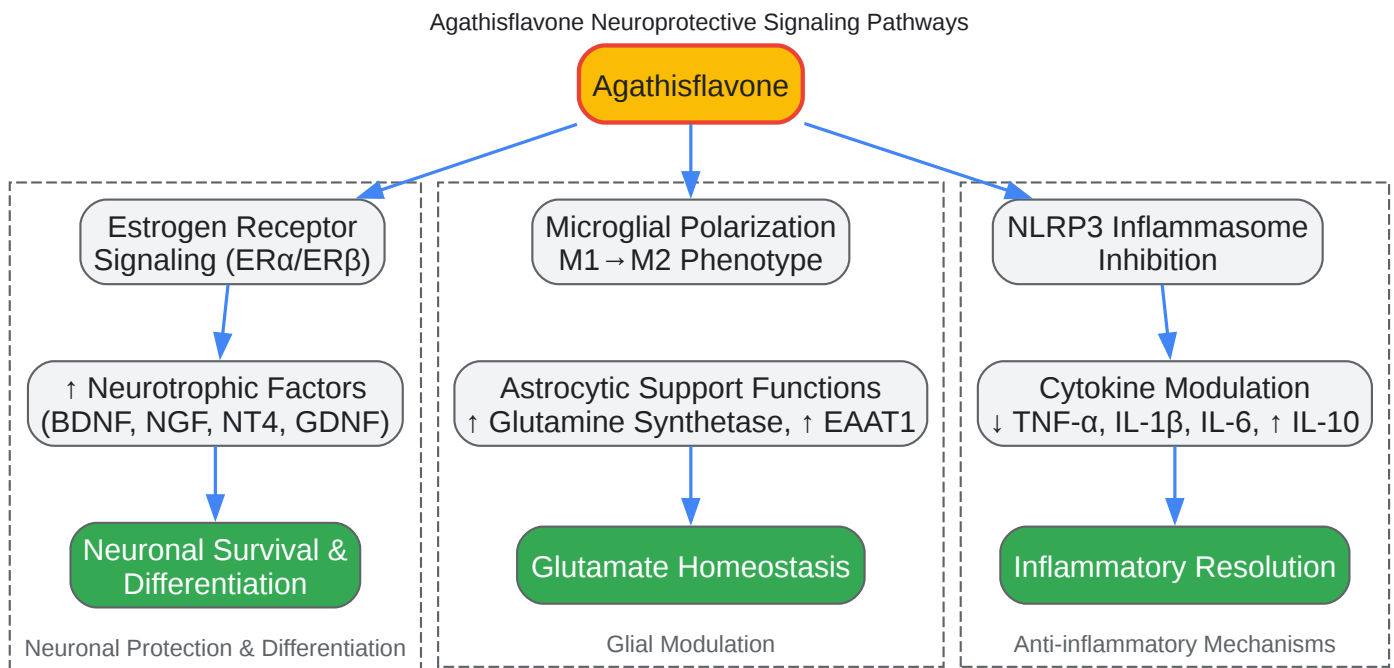 Agathisflavone Neuroprotective Signaling Pathways
Agathisflavone
Estrogen Receptor
Signaling (ERα/ERβ)
↑ Neurotrophic Factors
(BDNF, NGF, NT4, GDNF)
Neuronal Survival &
Differentiation
Neuronal Protection & Differentiation
Microglial Polarization
M1→M2 Phenotype
Astrocytic Support Functions
↑ Glutamine Synthetase, ↑ EAAT1
Glutamate Homeostasis
Glial Modulation
NLRP3 Inflammasome
Inhibition
Cytokine Modulation
↓ TNF-α, IL-1β, IL-6, ↑ IL-10
Inflammatory Resolution
Anti-inflammatory Mechanisms